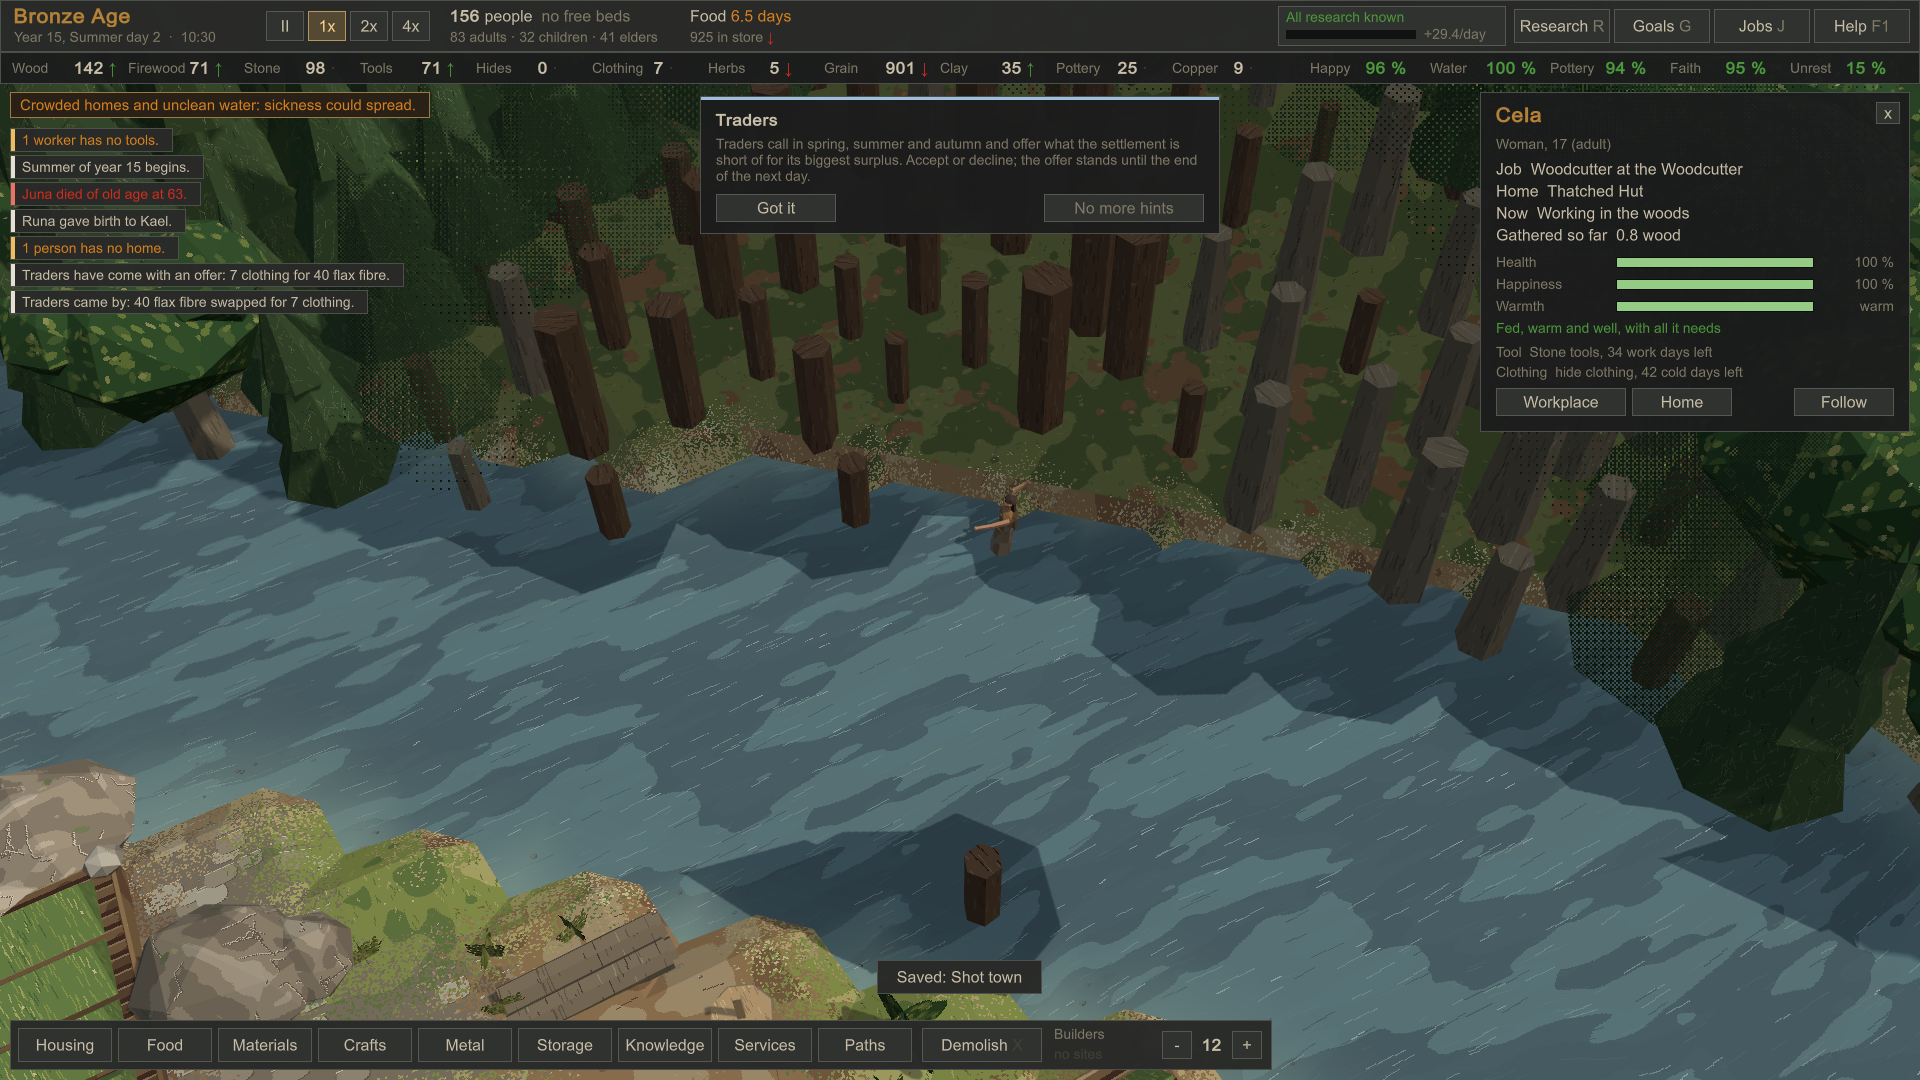 Bronze Age
Year 15, Summer day 2 · 10:30
II 1x 2x 4x
156 people no free beds
83 adults · 32 children · 41 elders
Food 6.5 days
925 in store ↓
All research known
+29.4/day
Research R
Goals G
Jobs J
Help F1
Wood 142 ↑ Firewood 71 ↑ Stone 98 Tools 71 ↑ Hides 0 Clothing 7 Herbs 5 ↓ Grain 901 ↓ Clay 35 ↑ Pottery 25 Copper 9 Happy 96 % Water 100 % Pottery 94 % Faith 95 % Unrest 15 %
Crowded homes and unclean water: sickness could spread.
1 worker has no tools.
Summer of year 15 begins.
Juna died of old age at 63.
Runa gave birth to Kael.
1 person has no home.
Traders have come with an offer: 7 clothing for 40 flax fibre.
Traders came by: 40 flax fibre swapped for 7 clothing.
Traders
Traders call in spring, summer and autumn and offer what the settlement is
short of for its biggest surplus. Accept or decline; the offer stands until the end
of the next day.
Got it
No more hints
Cela
x
Woman, 17 (adult)
Job Woodcutter at the Woodcutter
Home Thatched Hut
Now Working in the woods
Gathered so far 0.8 wood
Health 100 %
Happiness 100 %
Warmth warm
Fed, warm and well, with all it needs
Tool Stone tools, 34 work days left
Clothing hide clothing, 42 cold days left
Workplace
Home
Follow
Saved: Shot town
Housing
Food
Materials
Crafts
Metal
Storage
Knowledge
Services
Paths
Demolish X
Builders
no sites
- 12 +